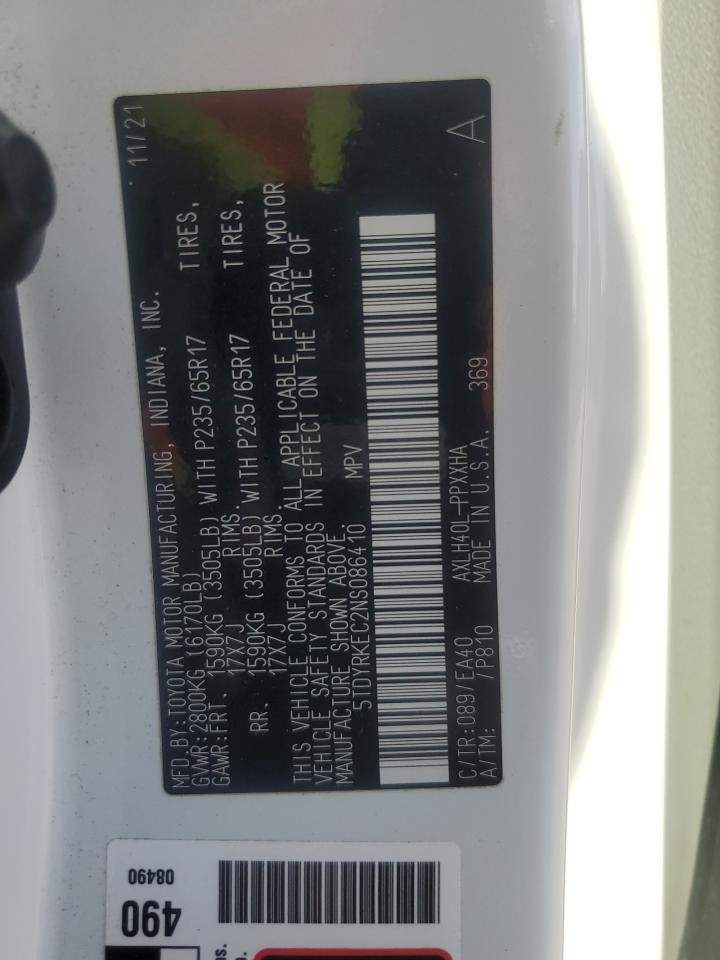 MFD.BY:TOYOTA MOTOR MANUFACTURING, INDIANA, INC. 11/21
GVWR:2800KG (6170LB)
GAWR:FRT. 1590KG (3505LB) WITH P235/65R17 TIRES,
17X7J RIMS.
RR. 1590KG (3505LB) WITH P235/65R17 TIRES,
17X7J RIMS.
THIS VEHICLE CONFORMS TO ALL APPLICABLE FEDERAL MOTOR
VEHICLE SAFETY STANDARDS IN EFFECT ON THE DATE OF
MANUFACTURE SHOWN ABOVE.
5TDYRKEC2NS086410 MPV
C/TR:089/EA40 AXLH40L-PPXXHA A
A/TM: /P810 MADE IN U.S.A. 369
490
08490